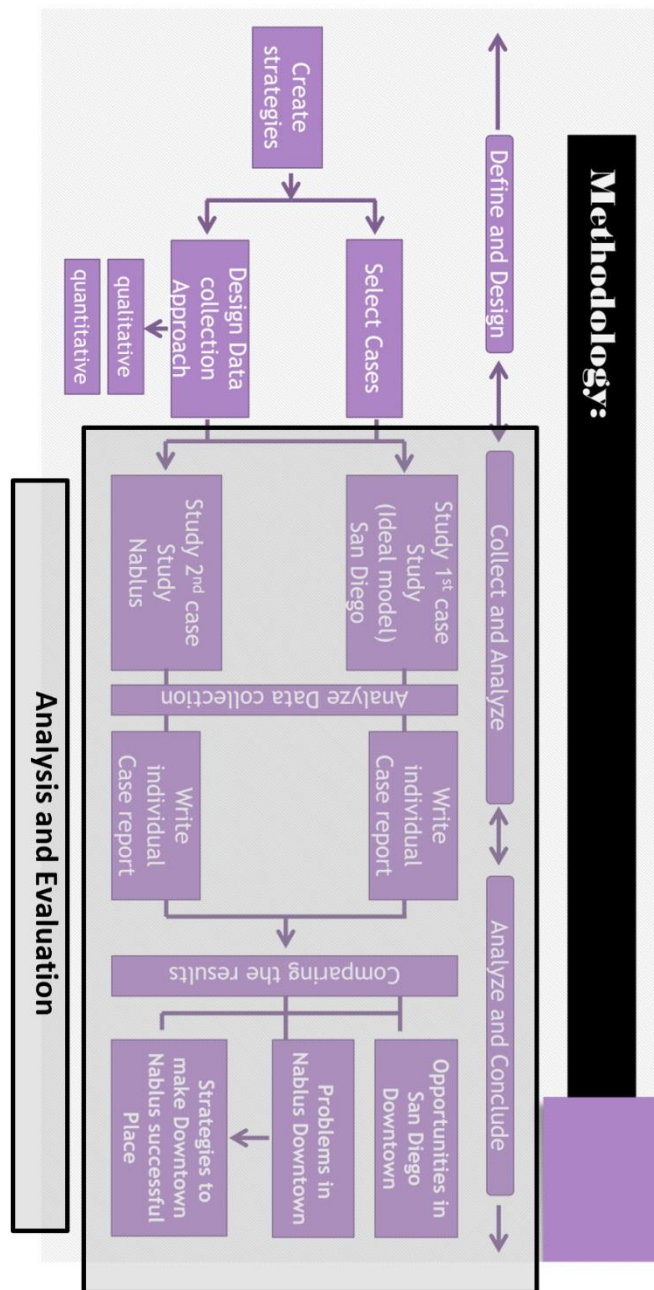 Methodology:
Define and Design
Collect and Analyze
Analyze and Conclude
Create
strategies
Select Cases
Design Data
collection
Approach
qualitative
quantitative
Study 1st case
Study
(Ideal model)
San Diego
Study 2nd case
Study
Nablus
Analyze Data collection
Write
individual
Case report
Write
individual
Case report
Comparing the results
Opportunities in
San Diego
Downtown
Problems in
Nablus Downtown
Strategies to
make Downtown
Nablus successful
Place
Analysis and Evaluation